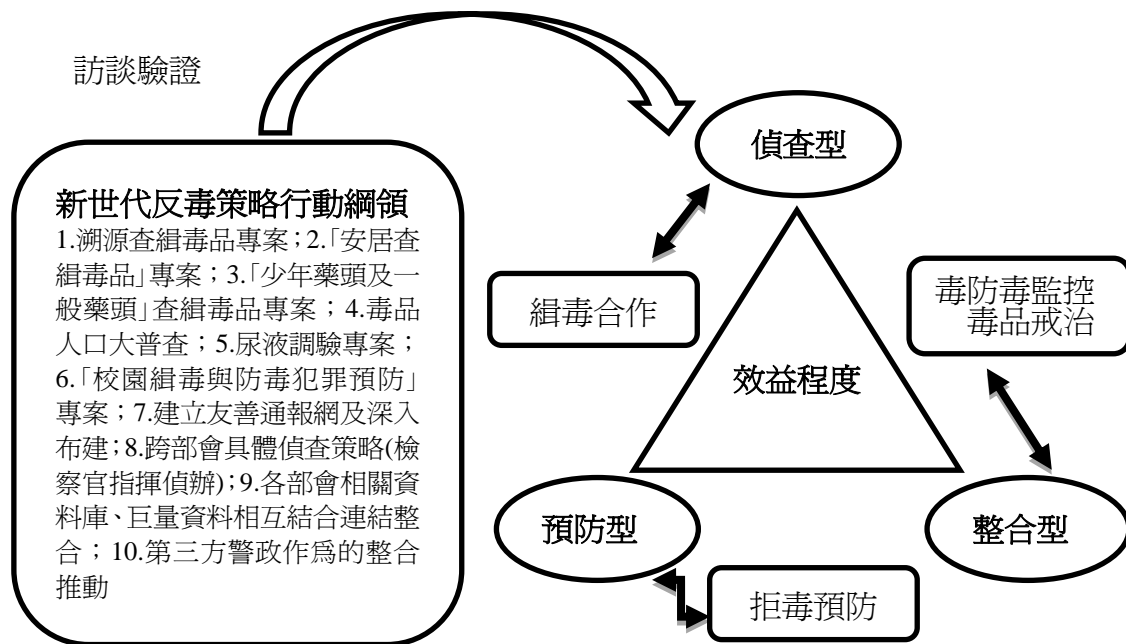 訪談驗證
新世代反毒策略行動綱領
1.溯源查緝毒品專案；2.「安居查
緝毒品」專案；3.「少年藥頭及一
般藥頭」查緝毒品專案；4.毒品
人口大普查；5.尿液調驗專案；
6.「校園緝毒與防毒犯罪預防」
專案；7.建立友善通報網及深入
布建；8.跨部會具體偵查策略(檢
察官指揮偵辦)；9.各部會相關資
料庫、巨量資料相互結合連結整
合；10.第三方警政作為的整合
推動
偵查型
緝毒合作
毒防毒監控
毒品戒治
效益程度
預防型
整合型
拒毒預防